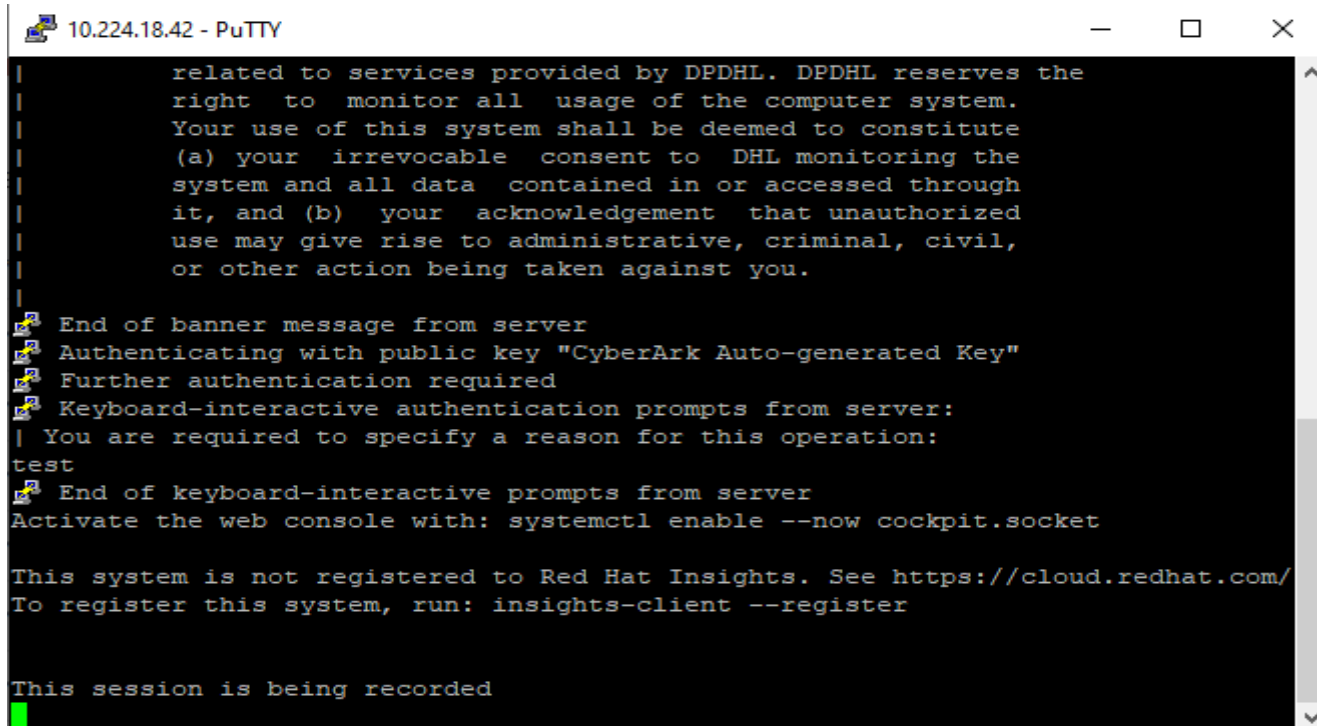 10.224.18.42 - PuTTY
|         related to services provided by DPDHL. DPDHL reserves the
|         right  to  monitor all  usage of the computer system.
|         Your use of this system shall be deemed to constitute
|         (a) your  irrevocable  consent to  DHL monitoring the
|         system and all data  contained in or accessed through
|         it, and (b)  your  acknowledgement  that unauthorized
|         use may give rise to administrative, criminal, civil,
|         or other action being taken against you.
|
End of banner message from server
Authenticating with public key "CyberArk Auto-generated Key"
Further authentication required
Keyboard-interactive authentication prompts from server:
| You are required to specify a reason for this operation:
test
End of keyboard-interactive prompts from server
Activate the web console with: systemctl enable --now cockpit.socket
This system is not registered to Red Hat Insights. See https://cloud.redhat.com/
To register this system, run: insights-client --register
This session is being recorded